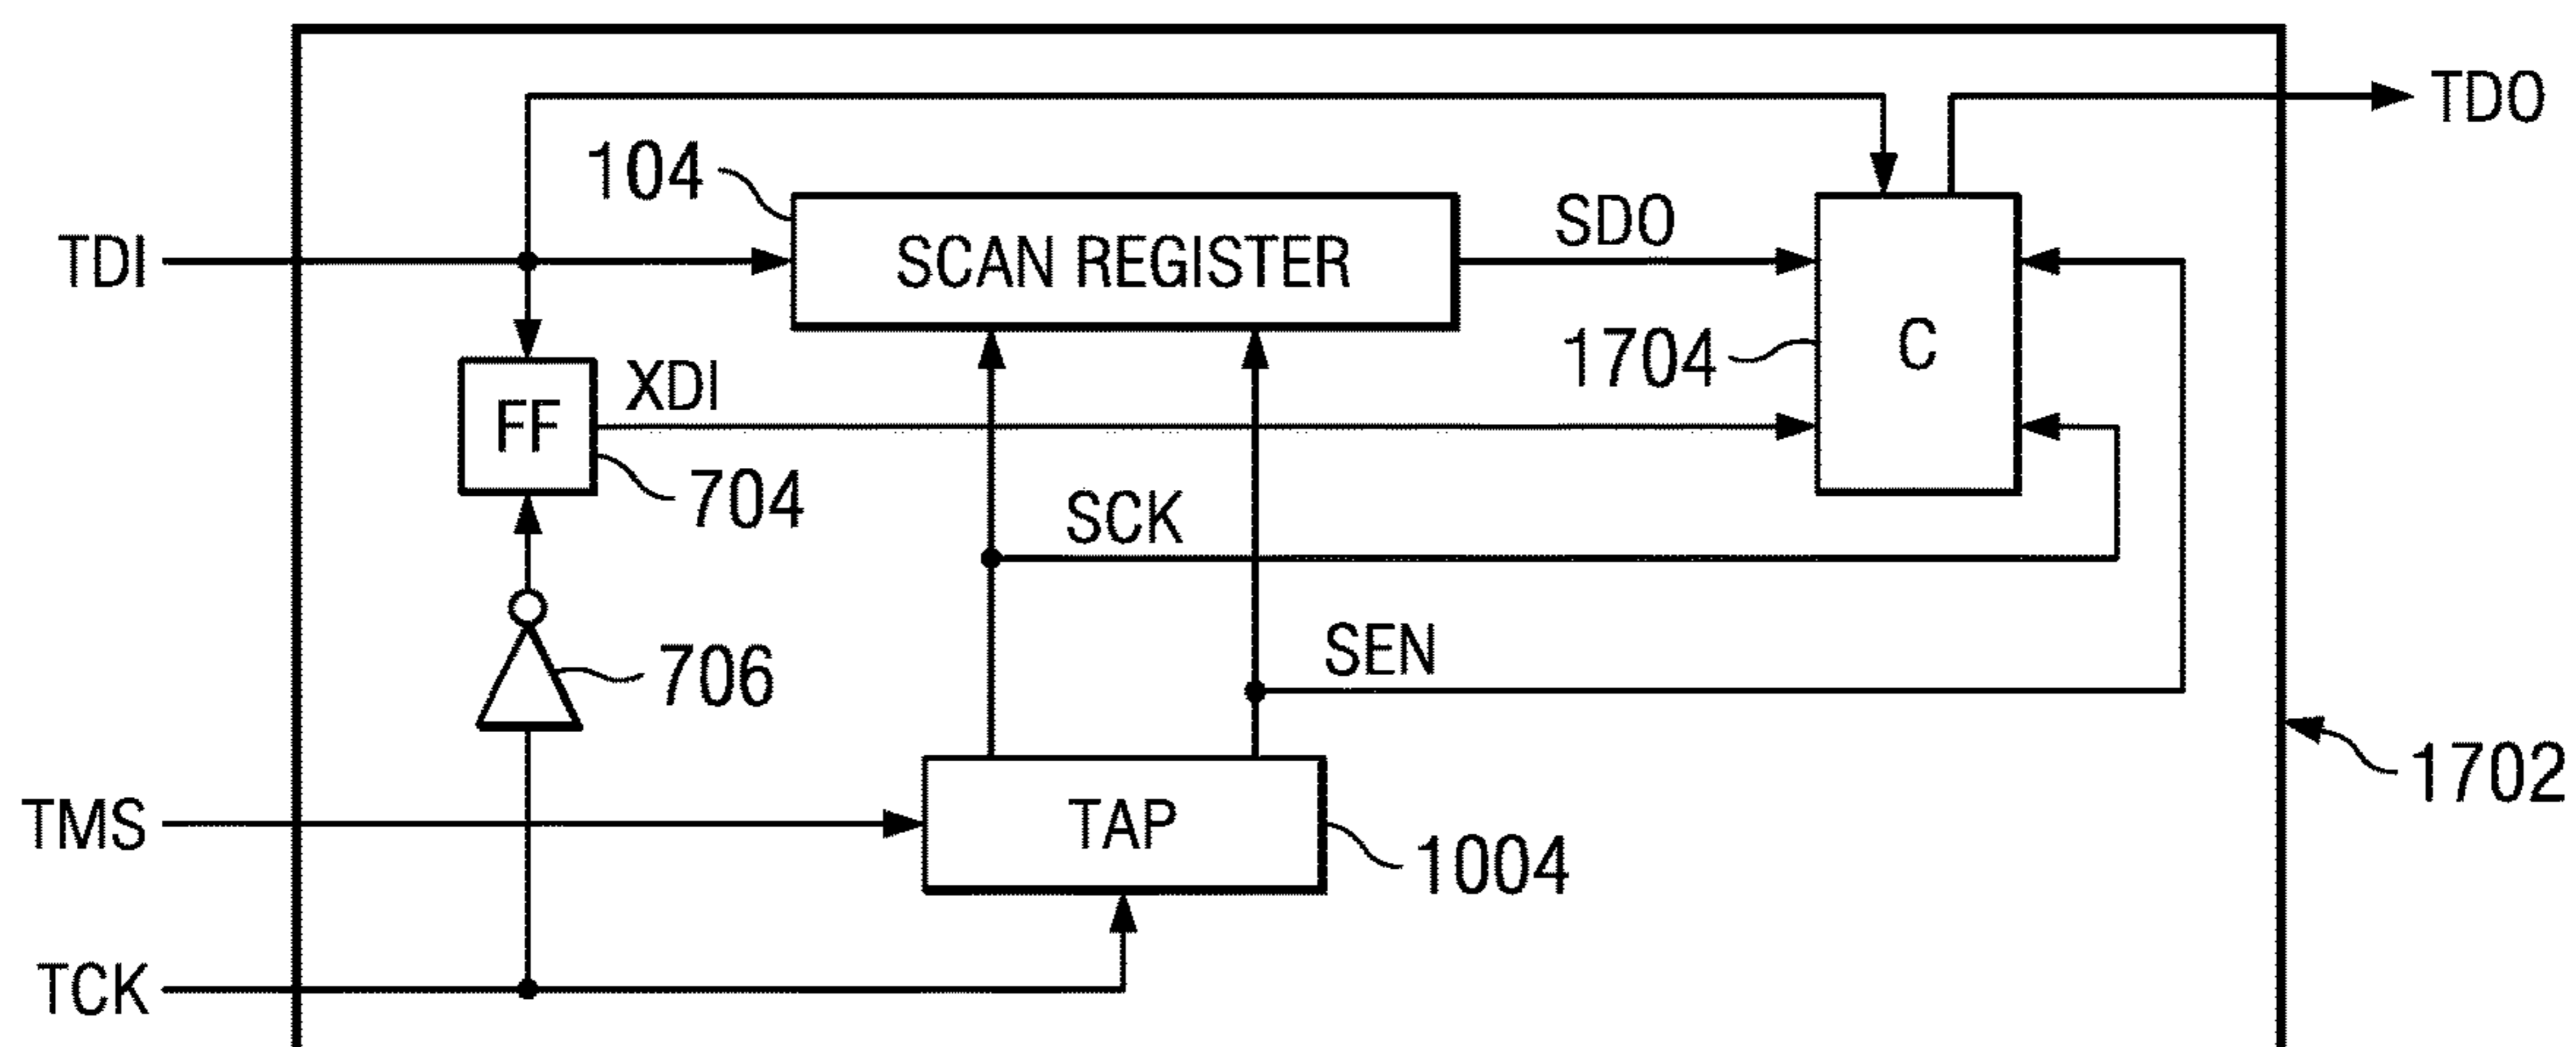 TDO
104
SDO
TDI
SCAN REGISTER
1704
C
XDI
FF
704
SCK
SEN
706
1702
TMS
TAP
1004
TCK